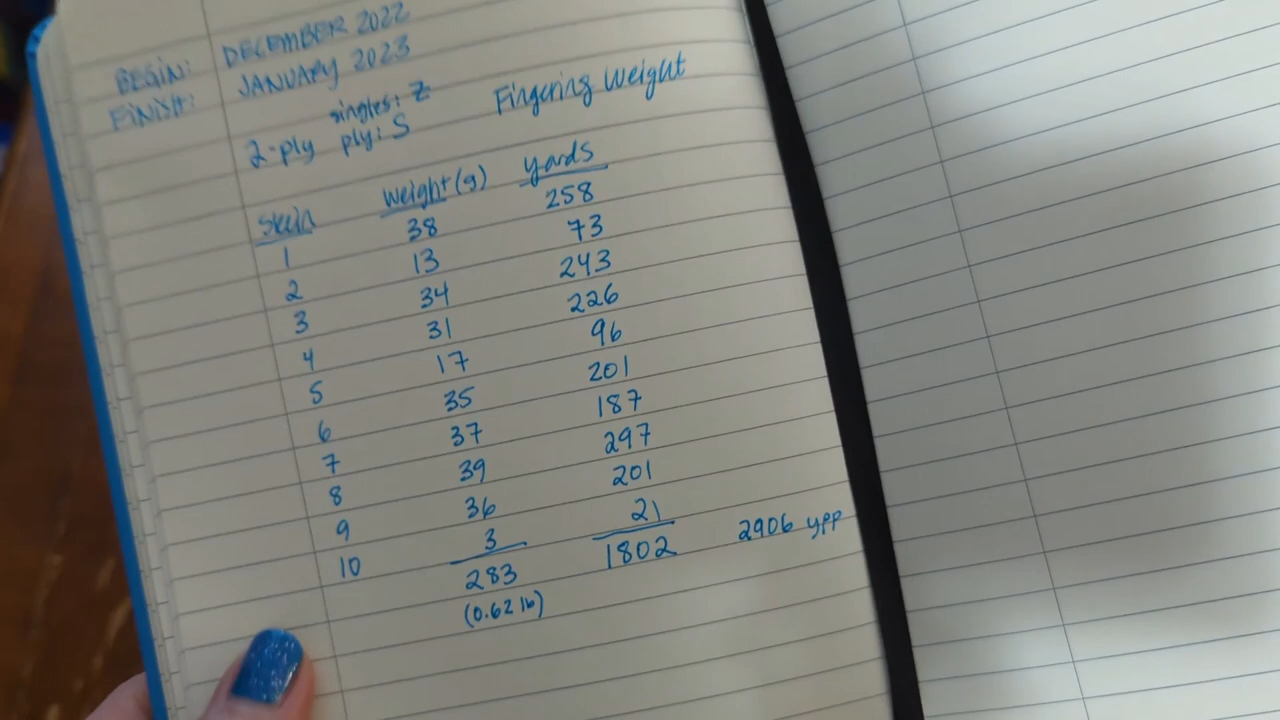 BEGIN: DECEMBER 2022
FINISH: JANUARY 2023
2-ply singles: Z Fingering Weight
ply: S
Skein weight (g) yards
1 38 258
2 13 73
3 34 243
4 31 226
5 17 96
6 35 201
7 37 187
8 39 297
9 36 201
10 3 21
283 1802 2906 ypp
(0.62 lb)